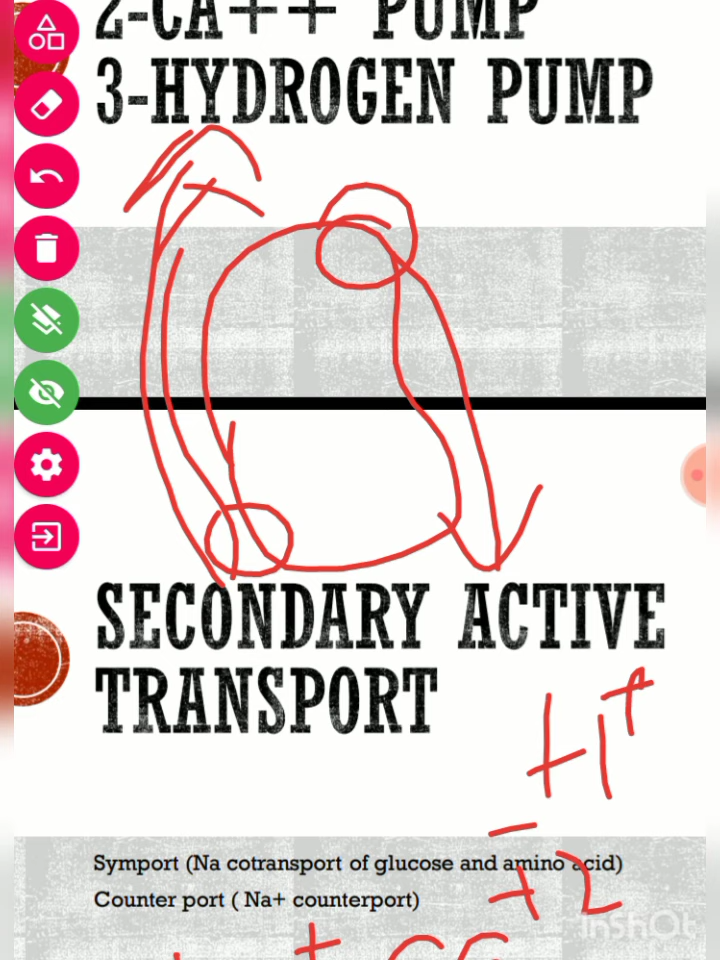 2-CA++ PUMP
3-HYDROGEN PUMP
SECONDARY ACTIVE
TRANSPORT
H+
+2
Symport (Na cotransport of glucose and amino acid)
Counter port ( Na+ counterport)
InShOt